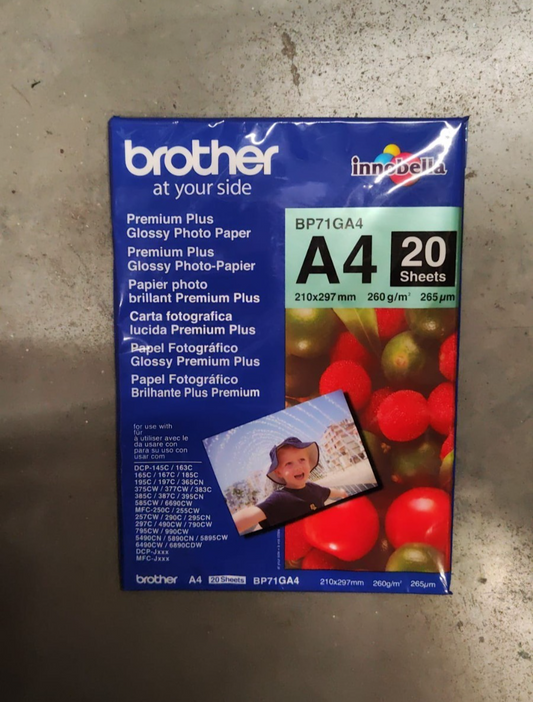 brother
at your side
innobella
Premium Plus
Glossy Photo Paper
Premium Plus
Glossy Photo-Papier
Papier photo
brillant Premium Plus
Carta fotografica
lucida Premium Plus
Papel Fotográfico
Glossy Premium Plus
Papel Fotográfico
Brilhante Plus Premium
BP71GA4
A4
20
Sheets
210x297mm 260g/m² 265µm
for use with
für
à utiliser avec le
da usare con
para su uso con
usar com
DCP-145C / 163C
165C / 167C / 185C
195C / 197C / 365CN
375CW / 377CW / 383C
385C / 387C / 395CN
585CW / 6690CW
MFC-250C / 255CW
257CW / 290C / 295CN
297C / 490CW / 790CW
795CW / 990CW
5490CN / 5890CN / 5895CW
6490CW / 6890CDW
DCP-Jxxx
MFC-Jxxx
brother A4 20 Sheets BP71GA4 210x297mm 260g/m² 265µm